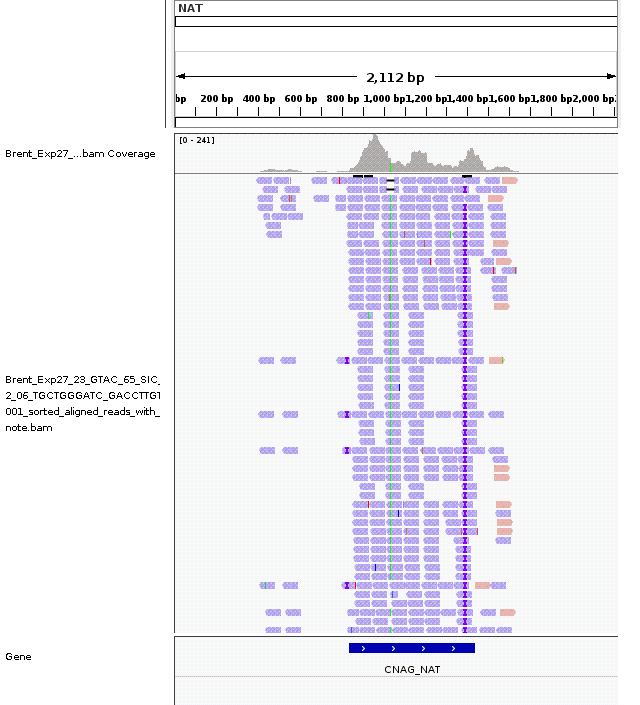 NAT
2,112 bp
bp 200 bp 400 bp 600 bp 800 bp 1,000 bp 1,200 bp 1,400 bp 1,600 bp 1,800 bp 2,000 bp
[0 - 241]
Brent_Exp27_...bam Coverage
Brent_Exp27_23_GTAC_65_SIC_
2_06_TGCTGGGATC_GACCTTGT
001_sorted_aligned_reads_with_
note.bam
Gene
CNAG_NAT